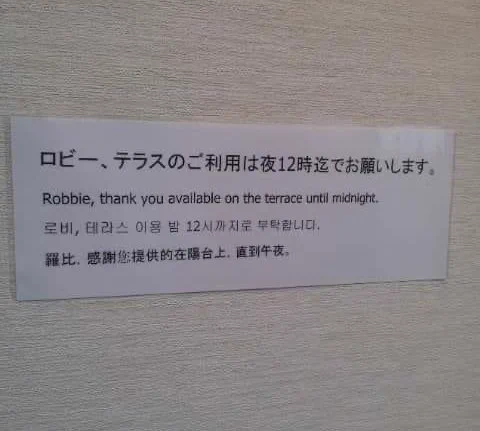 ロビー、テラスのご利用は夜12時迄でお願いします。
Robbie, thank you available on the terrace until midnight.
로비, 테라스 이용 밤 12시까지로 부탁합니다.
羅比．感謝您提供的在陽台上．直到午夜。